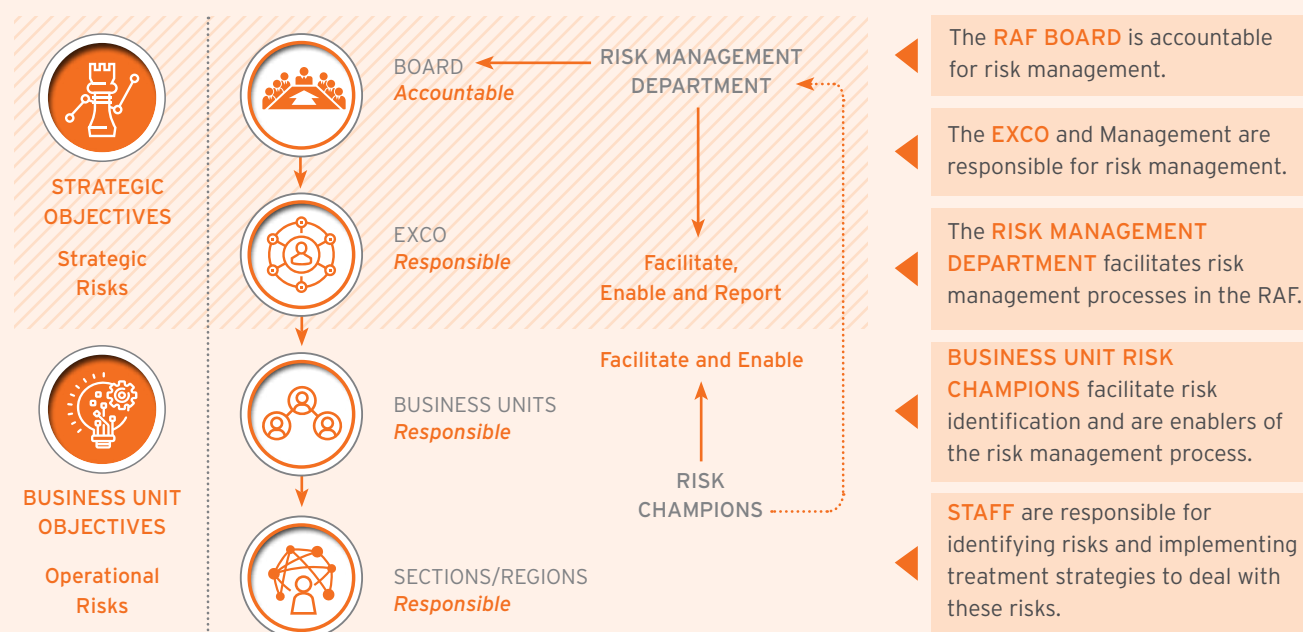 STRATEGIC
OBJECTIVES
Strategic
Risks
BUSINESS UNIT
OBJECTIVES
Operational
Risks
BOARD
Accountable
EXCO
Responsible
BUSINESS UNITS
Responsible
SECTIONS/REGIONS
Responsible
RISK MANAGEMENT
DEPARTMENT
Facilitate,
Enable and Report
Facilitate and Enable
RISK
CHAMPIONS
The RAF BOARD is accountable
for risk management.
The EXCO and Management are
responsible for risk management.
The RISK MANAGEMENT
DEPARTMENT facilitates risk
management processes in the RAF.
BUSINESS UNIT RISK
CHAMPIONS facilitate risk
identification and are enablers of
the risk management process.
STAFF are responsible for
identifying risks and implementing
treatment strategies to deal with
these risks.